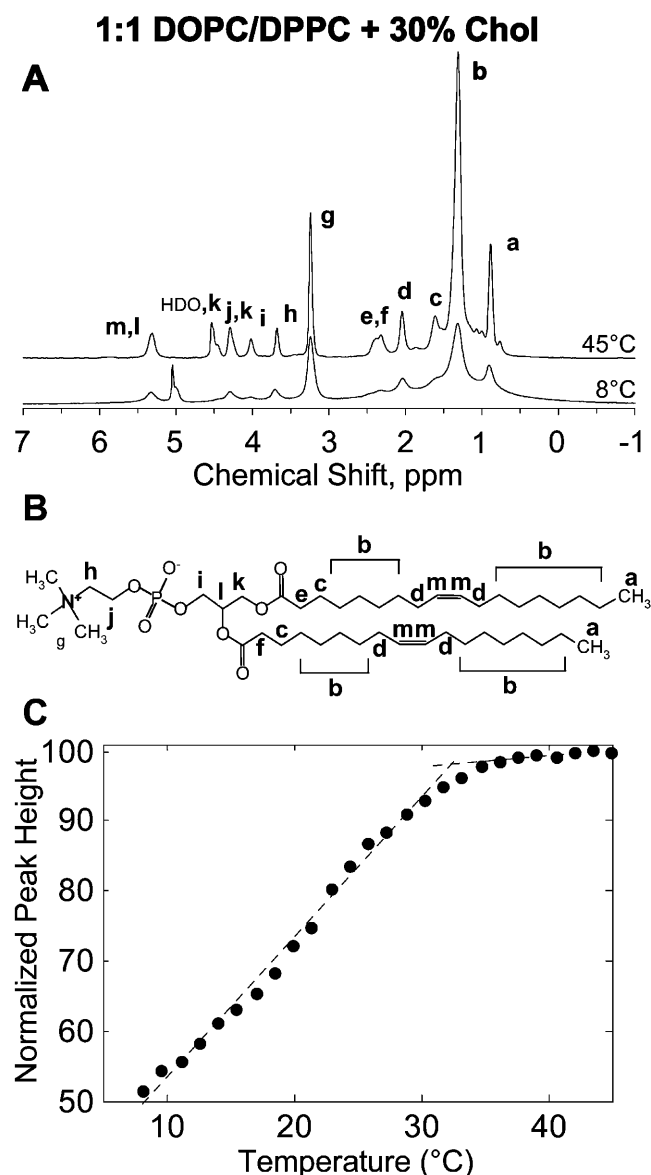 1:1 DOPC/DPPC + 30% Chol
A
b
g
a
HDO,k
j,k
i
h
d
c
e,f
m,l
45°C
8°C
7 6 5 4 3 2 1 0 -1
Chemical Shift, ppm
B
b b
h O⁻ i k O a
H₃C N⁺ O P l e c d m m d CH₃
H₃C j O O O
g CH₃ O O a
f c d m m d CH₃
O b b
C
100
90
80
70
60
50
Normalized Peak Height
10 20 30 40
Temperature (°C)